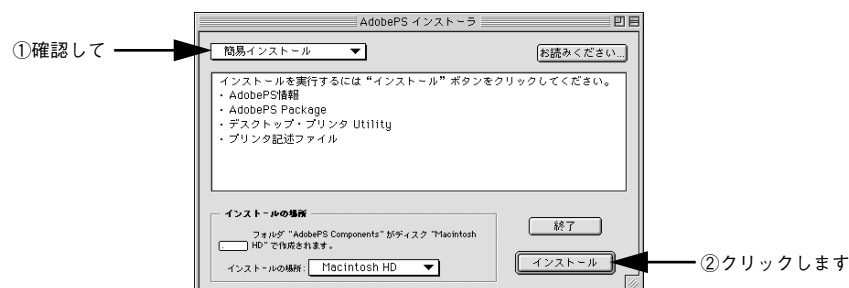 AdobePS インストーラ
①確認して
簡易インストール
お読みください...
インストールを実行するには“インストール”ボタンをクリックしてください。
・AdobePS情報
・AdobePS Package
・デスクトップ・プリンタ Utility
・プリンタ記述ファイル
インストールの場所
フォルダ "AdobePS Components" がディスク "Macintosh
HD" で作成されます。
インストールの場所: Macintosh HD
終了
インストール
②クリックします